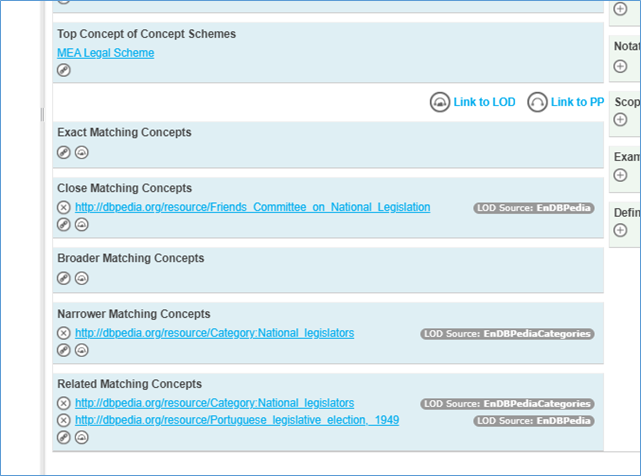 Top Concept of Concept Schemes
MEA Legal Scheme
Link to LOD Link to PP
Exact Matching Concepts
Close Matching Concepts
http://dbpedia.org/resource/Friends_Committee_on_National_Legislation LOD Source: EnDBPedia
Broader Matching Concepts
Narrower Matching Concepts
http://dbpedia.org/resource/Category:National_legislators LOD Source: EnDBPediaCategories
Related Matching Concepts
http://dbpedia.org/resource/Category:National_legislators LOD Source: EnDBPediaCategories
http://dbpedia.org/resource/Portuguese_legislative_election,_1949 LOD Source: EnDBPedia
Notat
Scop
Exam
Defin